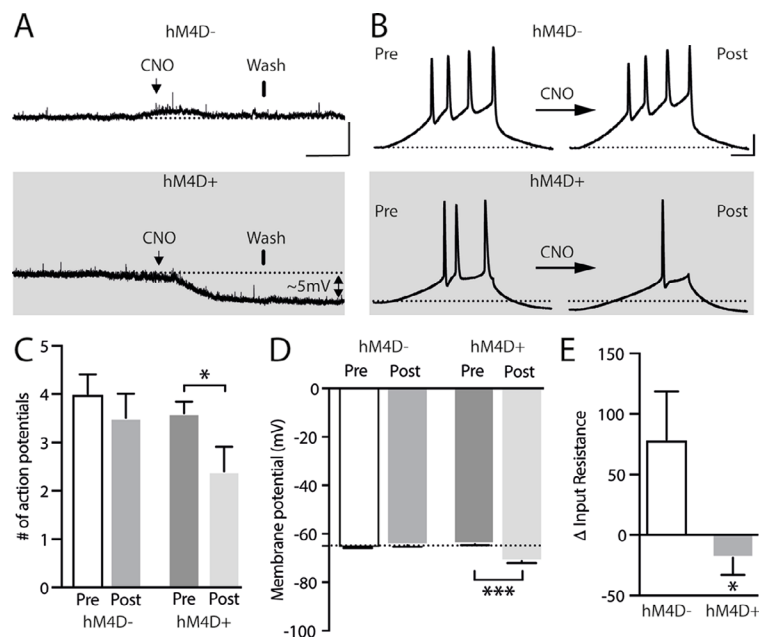 A
hM4D-
CNO
Wash
hM4D+
CNO
Wash
~5mV
B
hM4D-
Pre
Post
CNO
hM4D+
Pre
Post
CNO
C
# of action potentials
5
4
3
2
1
0
*
Pre Post Pre Post
hM4D- hM4D+
D
hM4D- hM4D+
Pre Post Pre Post
Membrane potential (mV)
0
-20
-40
-60
-80
-100
***
E
Δ Input Resistance
150
100
50
0
-50
*
hM4D- hM4D+